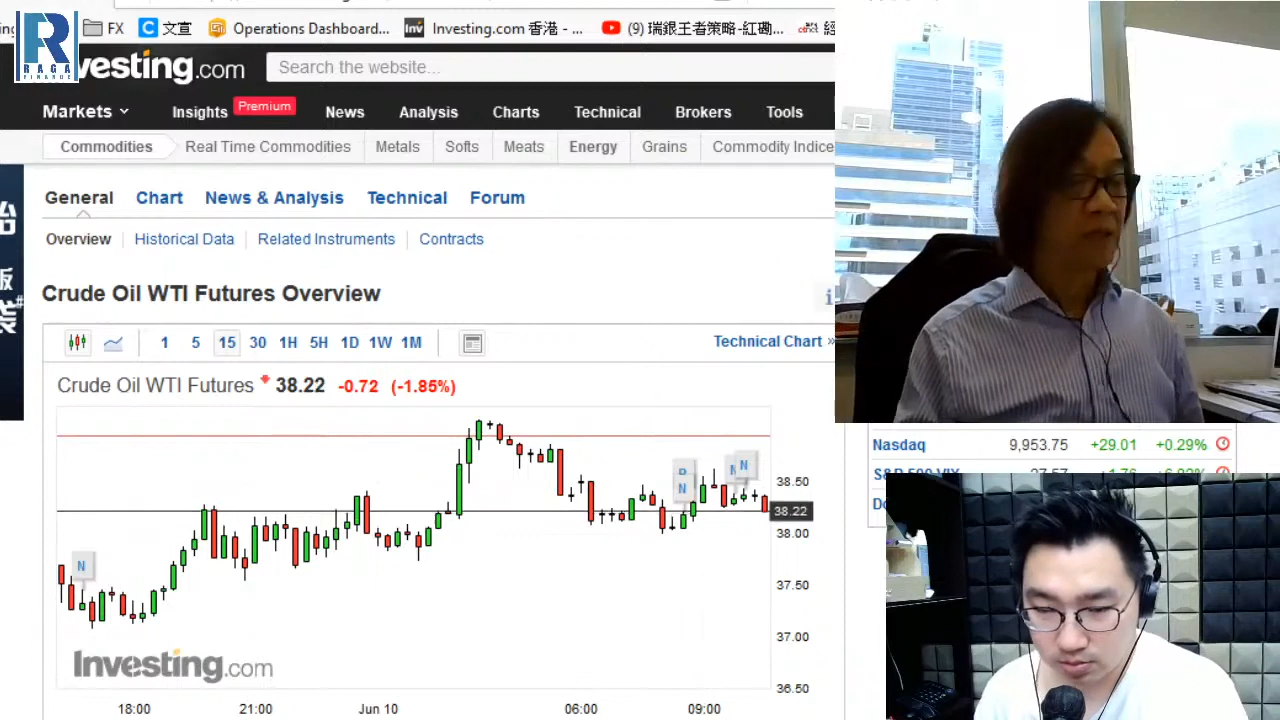 FX
文宣
Operations Dashboard...
Inv
Investing.com 香港 - ...
(9) 瑞銀王者策略-紅磡...
R
RAGA
FINANCE
vesting.com
Search the website...
Markets
Insights
Premium
News
Analysis
Charts
Technical
Brokers
Tools
Commodities
Real Time Commodities
Metals
Softs
Meats
Energy
Grains
Commodity Indice
General
Chart
News & Analysis
Technical
Forum
Overview
Historical Data
Related Instruments
Contracts
Crude Oil WTI Futures Overview
1
5
15
30
1H
5H
1D
1W
1M
Technical Chart »
Crude Oil WTI Futures
38.22
-0.72
(-1.85%)
N
N
N
N
38.50
38.22
38.00
37.50
37.00
36.50
Investing.com
18:00
21:00
Jun 10
06:00
09:00
Nasdaq
9,953.75
+29.01
+0.29%